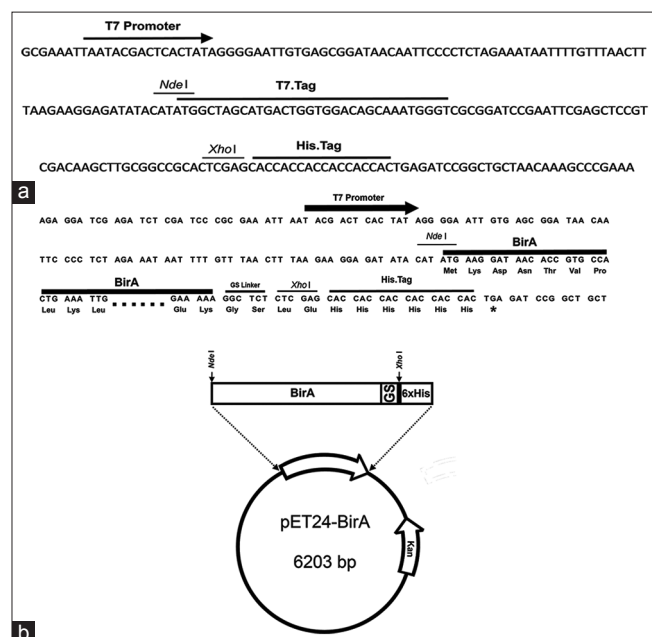 T7 Promoter
GCGAAATTAATACGACTCACTATAGGGGAATTGTGAGCGGATAACAATTCCCCTCTAGAAATAATTTTGTTTAACTT
NdeI T7.Tag
TAAGAAGGAGATATACATATGGCTAGCATGACTGGTGGACAGCAAATGGGTCGCGGATCCGAATTCGAGCTCCGT
XhoI His.Tag
CGACAAGCTTGCGGCCGCACTCGAGCACCACCACCACCACCACTGAGATCCGGCTGCTAACAAAGCCCGAAA
a
T7 Promoter
AGA GGA TCG AGA TCT CGA TCC CGC GAA ATT AAT ACG ACT CAC TAT AGG GGA ATT GTG AGC GGA TAA CAA
NdeI BirA
TTC CCC TCT AGA AAT AAT TTT GTT TAA CTT TAA GAA GGA GAT ATA CAT ATG AAG GAT AAC ACC GTG CCA
Met Lys Asp Asn Thr Val Pro
BirA GS Linker XhoI His.Tag
CTG AAA TTG ...... GAA AAA GGC TCT CTC GAG CAC CAC CAC CAC CAC CAC TGA GAT CCG GCT GCT
Leu Lys Leu Glu Lys Gly Ser Leu Glu His His His His His His *
NdeI XhoI
BirA GS 6xHis
pET24-BirA
Kan
6203 bp
b